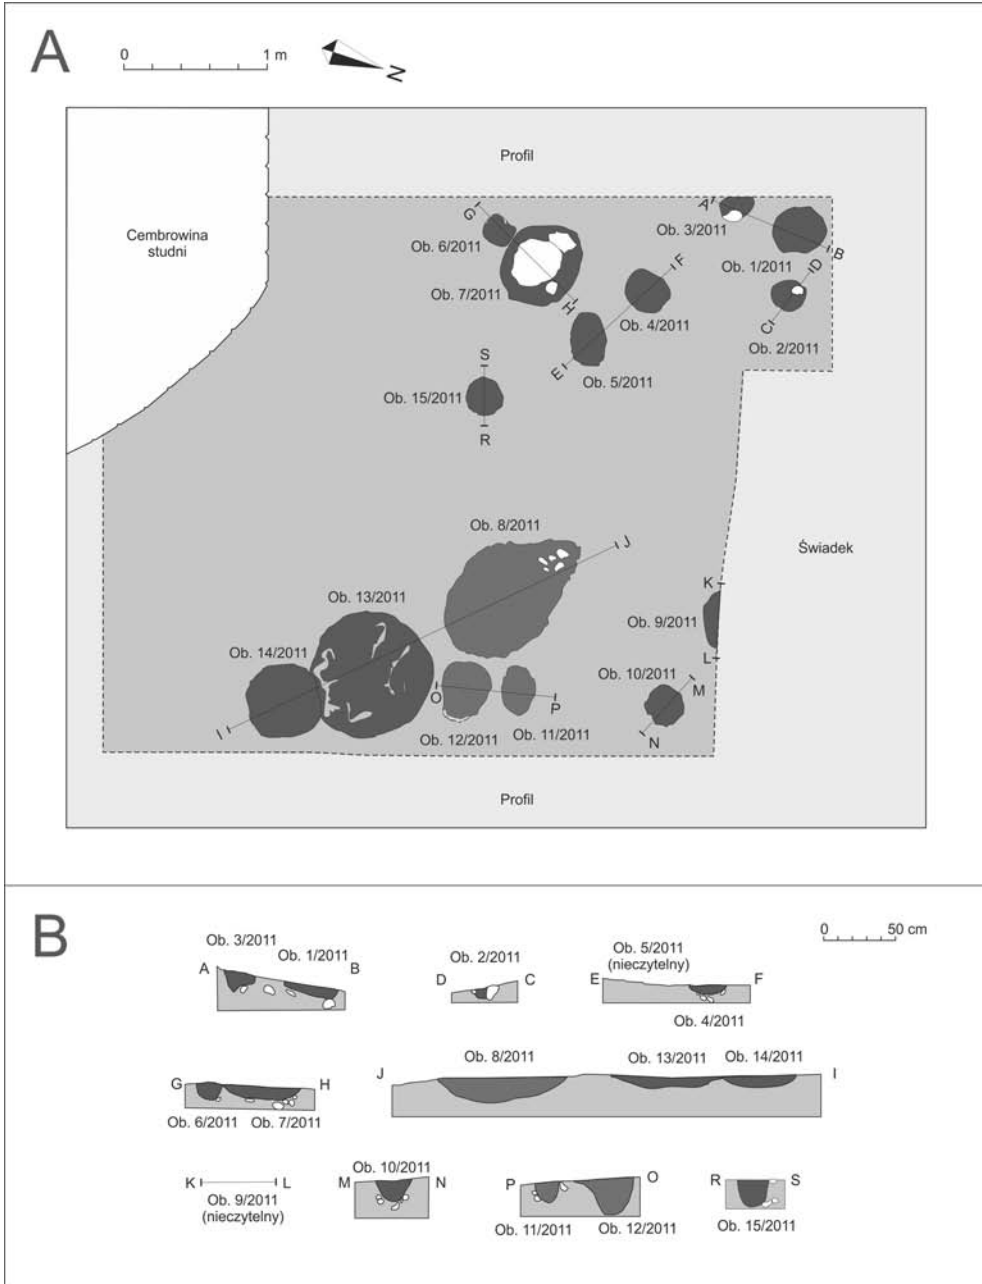 A
0 1 m
N
Profil
Cembrowina
studni
G
Ob. 6/2011
Ob. 7/2011
H
F
Ob. 4/2011
E
Ob. 5/2011
A
Ob. 3/2011
B
Ob. 1/2011
D
C
Ob. 2/2011
S
Ob. 15/2011
R
Ob. 8/2011
J
Świadek
Ob. 13/2011
K
Ob. 9/2011
L
Ob. 14/2011
Ob. 10/2011
M
N
I
O
P
Ob. 12/2011
Ob. 11/2011
Profil
B
0 50 cm
Ob. 3/2011
Ob. 1/2011
A B
Ob. 2/2011
D C
Ob. 5/2011
(nieczytelny)
E F
Ob. 4/2011
G H
Ob. 6/2011 Ob. 7/2011
J I
Ob. 8/2011 Ob. 13/2011 Ob. 14/2011
K L
Ob. 9/2011
(nieczytelny)
Ob. 10/2011
M N
P O
Ob. 11/2011 Ob. 12/2011
R S
Ob. 15/2011